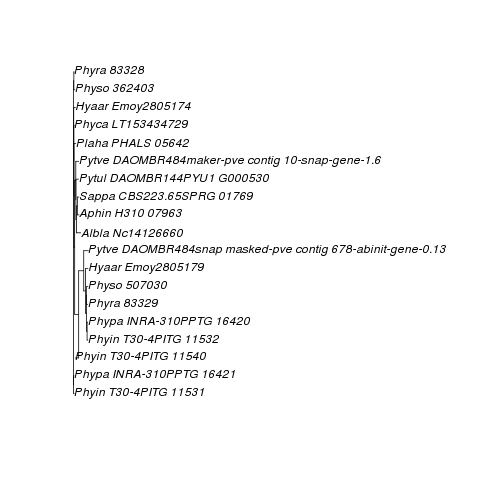 Phyra 83328
Physo 362403
Hyaar Emoy2805174
Phyca LT153434729
Plaha PHALS 05642
Pytve DAOMBR484maker-pve contig 10-snap-gene-1.6
Pytul DAOMBR144PYU1 G000530
Sappa CBS223.65SPRG 01769
Aphin H310 07963
Albla Nc14126660
Pytve DAOMBR484snap masked-pve contig 678-abinit-gene-0.13
Hyaar Emoy2805179
Physo 507030
Phyra 83329
Phypa INRA-310PPTG 16420
Phyin T30-4PITG 11532
Phyin T30-4PITG 11540
Phypa INRA-310PPTG 16421
Phyin T30-4PITG 11531